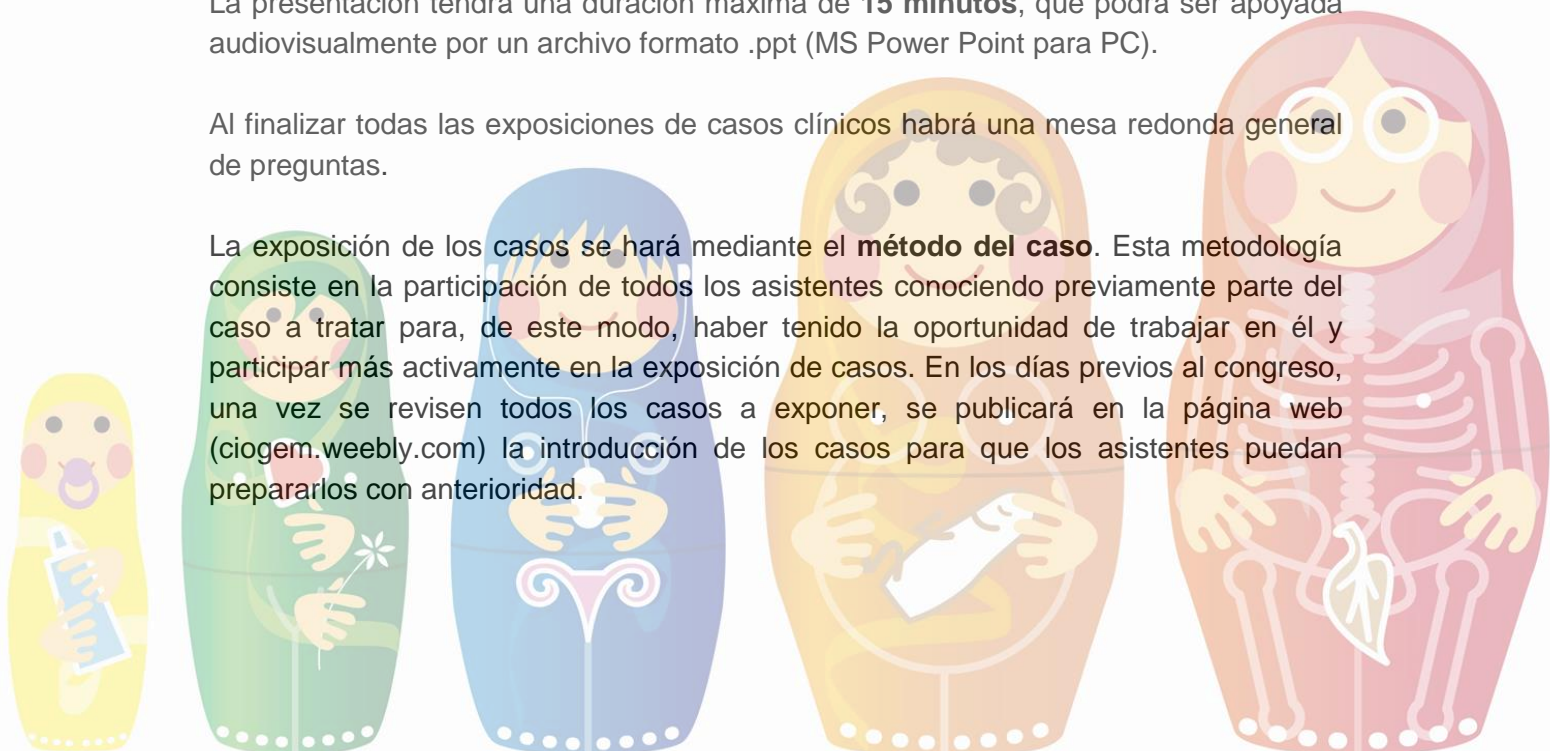 La presentación tendrá una duración máxima de 15 minutos, que podrá ser apoyada
audiovisualmente por un archivo formato .ppt (MS Power Point para PC).
Al finalizar todas las exposiciones de casos clínicos habrá una mesa redonda general
de preguntas.
La exposición de los casos se hará mediante el método del caso. Esta metodología
consiste en la participación de todos los asistentes conociendo previamente parte del
caso a tratar para, de este modo, haber tenido la oportunidad de trabajar en él y
participar más activamente en la exposición de casos. En los días previos al congreso,
una vez se revisen todos los casos a exponer, se publicará en la página web
(ciogem.weebly.com) la introducción de los casos para que los asistentes puedan
prepararlos con anterioridad.